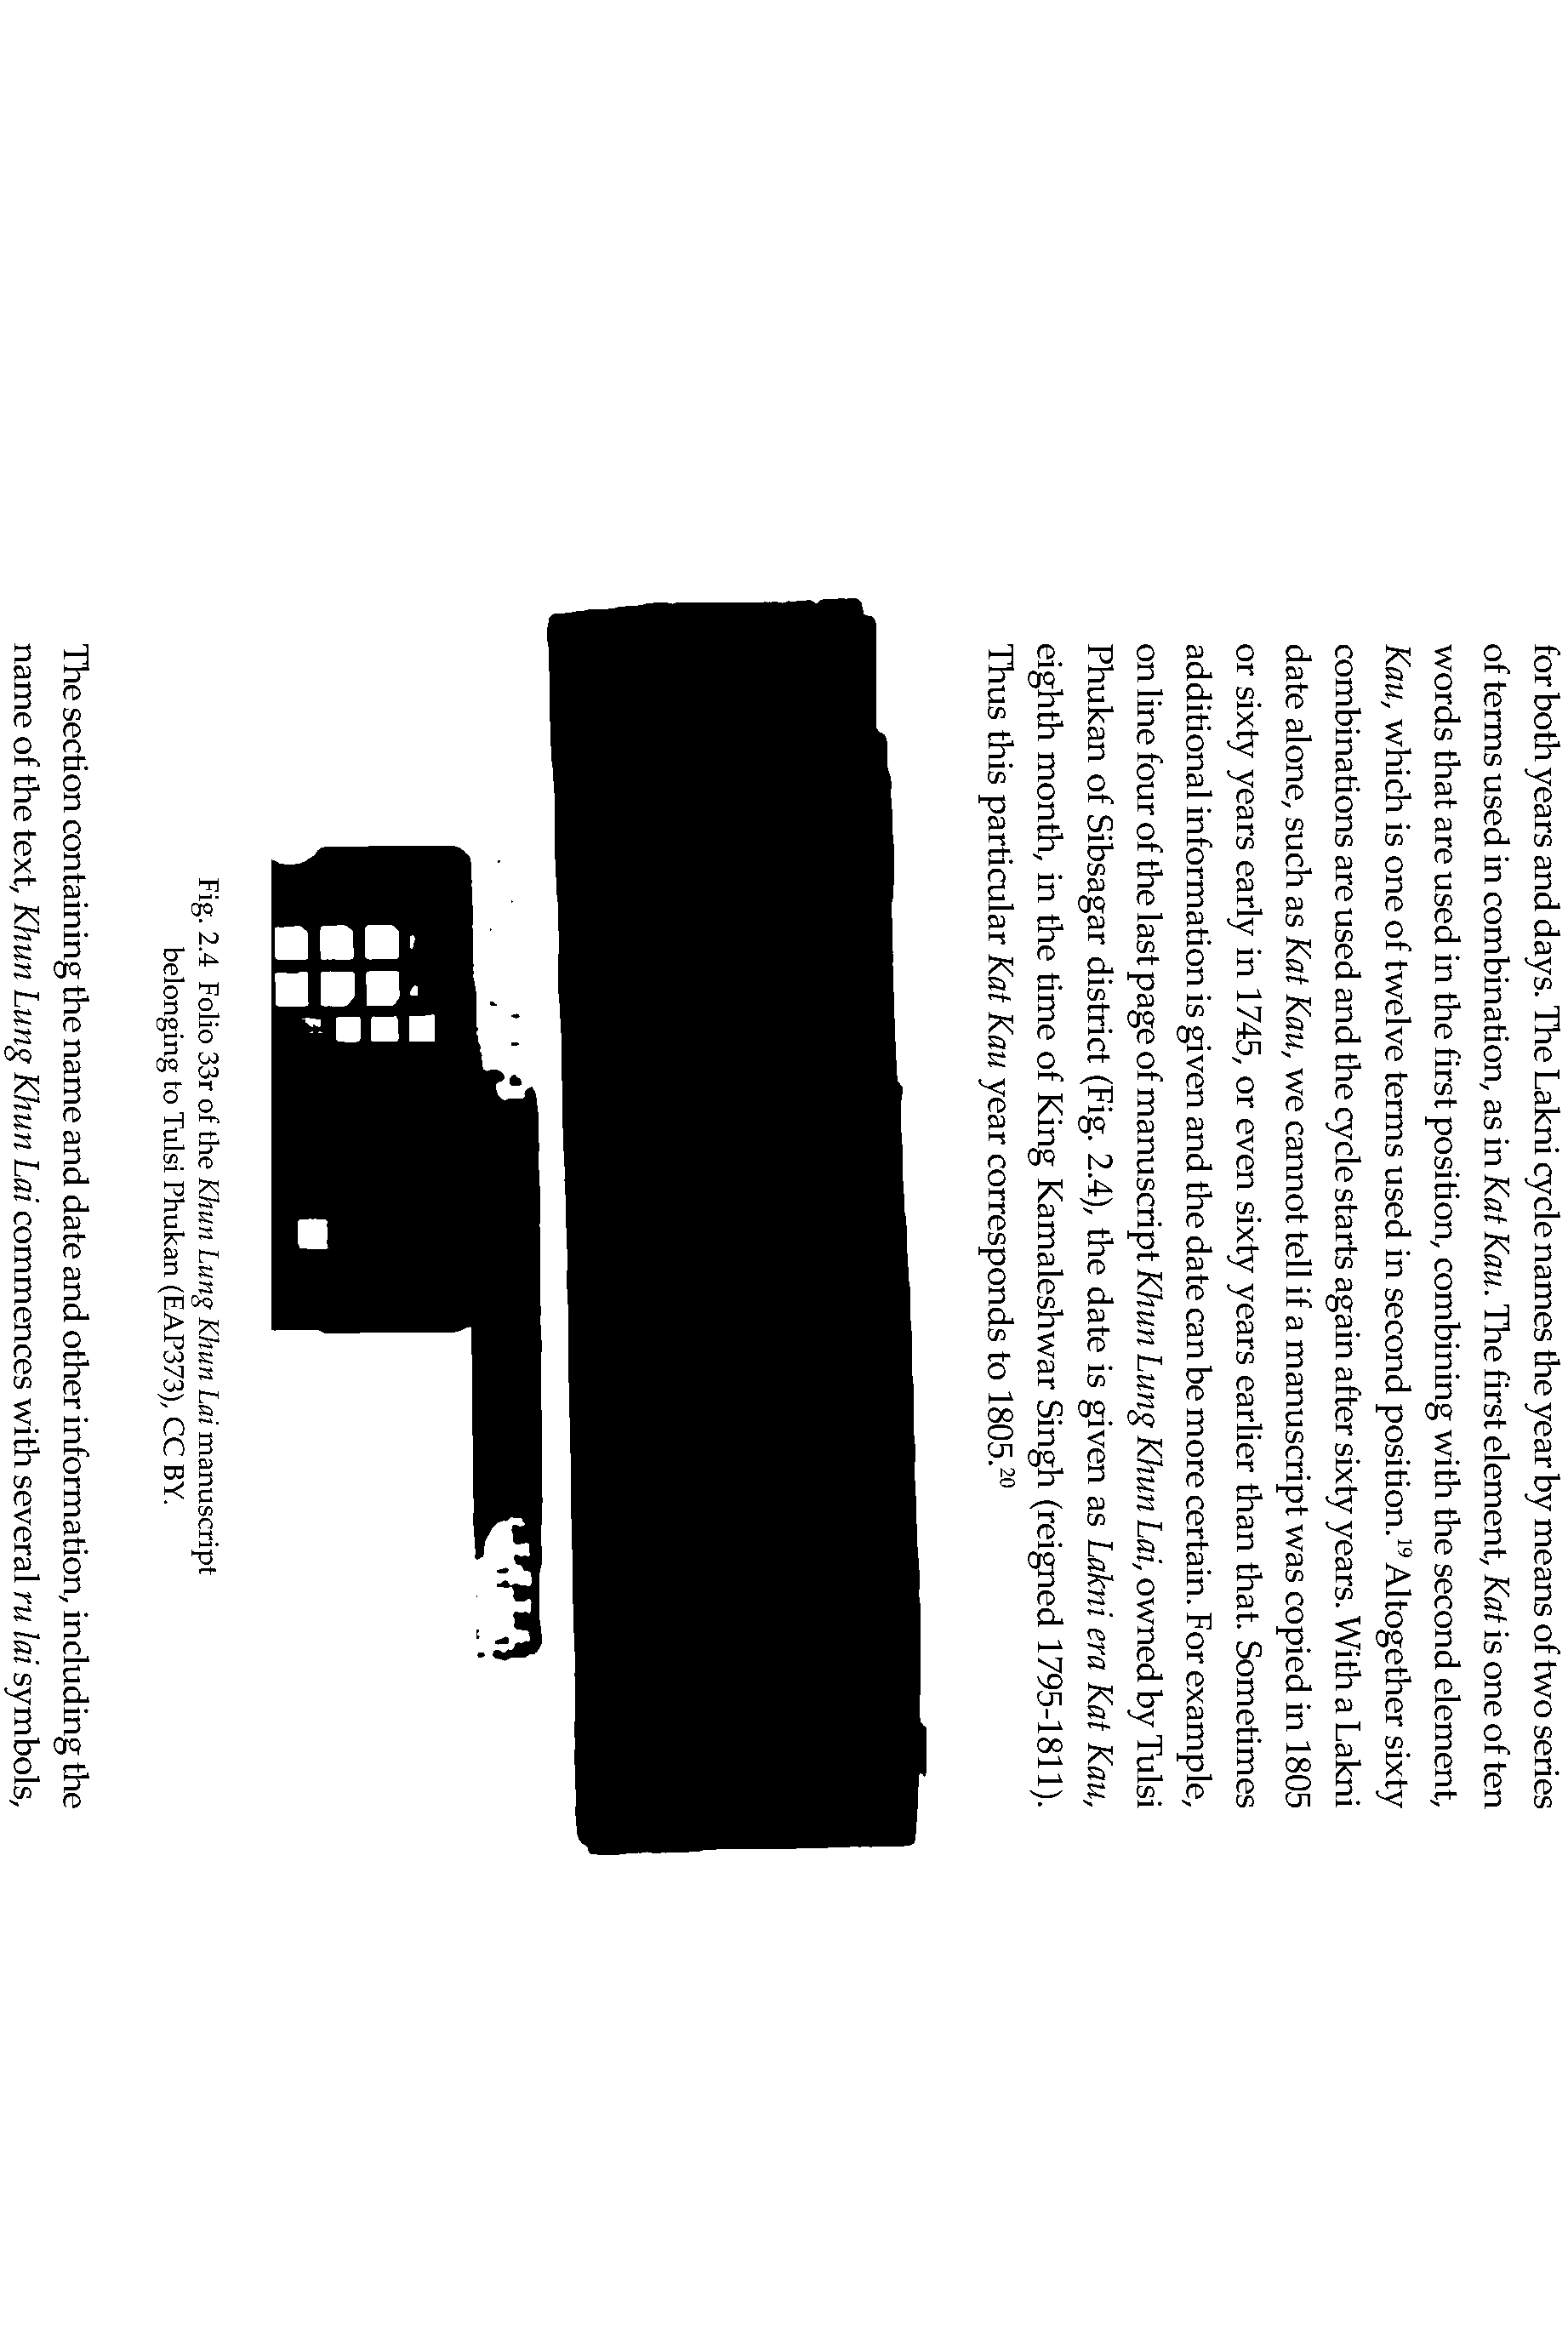 for both years and days. The Lakni cycle names the year by means of two series
of terms used in combination, as in Kat Kau. The first element, Kat is one of ten
words that are used in the first position, combining with the second element,
Kau, which is one of twelve terms used in second position.19 Altogether sixty
combinations are used and the cycle starts again after sixty years. With a Lakni
date alone, such as Kat Kau, we cannot tell if a manuscript was copied in 1805
or sixty years early in 1745, or even sixty years earlier than that. Sometimes
additional information is given and the date can be more certain. For example,
on line four of the last page of manuscript Khun Lung Khun Lai, owned by Tulsi
Phukan of Sibsagar district (Fig. 2.4), the date is given as Lakni era Kat Kau,
eighth month, in the time of King Kamaleshwar Singh (reigned 1795-1811).
Thus this particular Kat Kau year corresponds to 1805.20
Fig. 2.4 Folio 33r of the Khun Lung Khun Lai manuscript
belonging to Tulsi Phukan (EAP373), CC BY.
The section containing the name and date and other information, including the
name of the text, Khun Lung Khun Lai commences with several ru lai symbols,